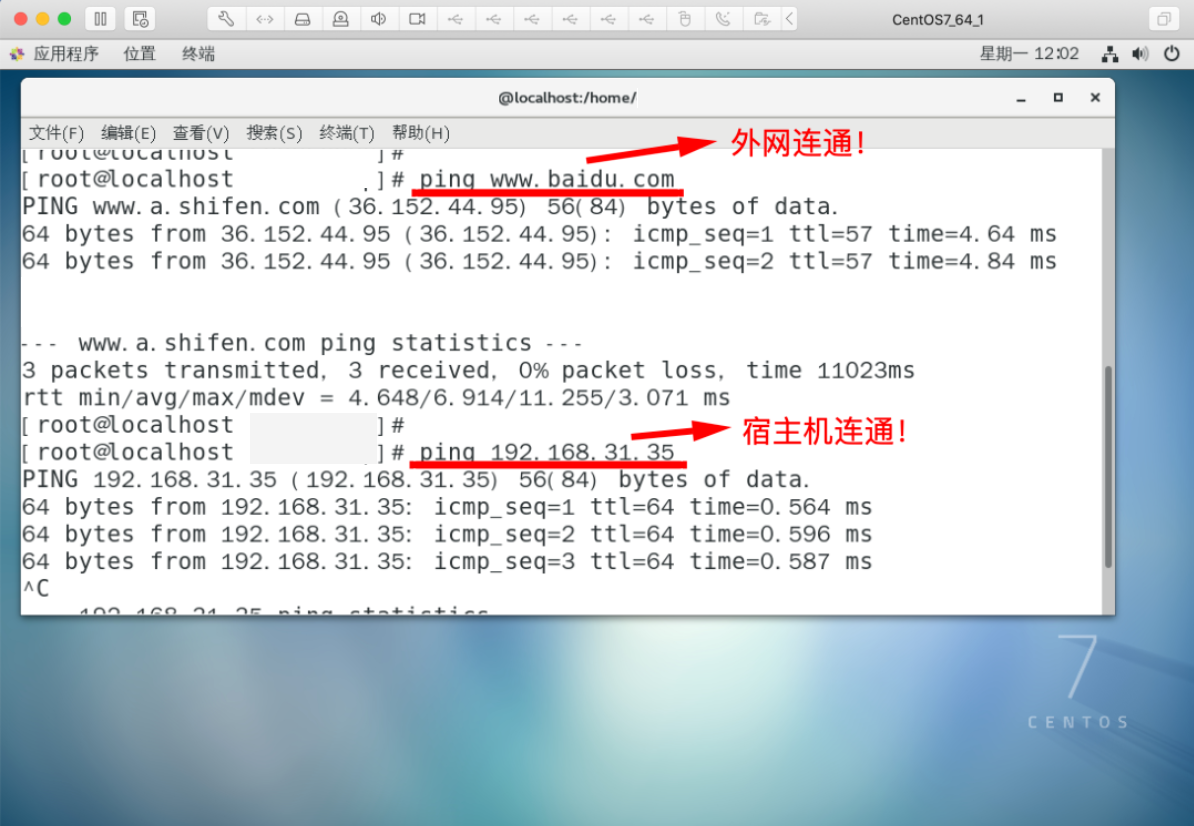 CentOS7_64_1
应用程序 位置 终端 星期一 12:02
@localhost:/home/
文件(F) 编辑(E) 查看(V) 搜索(S) 终端(T) 帮助(H)
[root@localhost ]#
外网连通！
[root@localhost .]# ping www.baidu.com
PING www.a.shifen.com (36.152.44.95) 56(84) bytes of data.
64 bytes from 36.152.44.95 (36.152.44.95): icmp_seq=1 ttl=57 time=4.64 ms
64 bytes from 36.152.44.95 (36.152.44.95): icmp_seq=2 ttl=57 time=4.84 ms
--- www.a.shifen.com ping statistics ---
3 packets transmitted, 3 received, 0% packet loss, time 11023ms
rtt min/avg/max/mdev = 4.648/6.914/11.255/3.071 ms
[root@localhost ]#
宿主机连通！
[root@localhost ]# ping 192.168.31.35
PING 192.168.31.35 (192.168.31.35) 56(84) bytes of data.
64 bytes from 192.168.31.35: icmp_seq=1 ttl=64 time=0.564 ms
64 bytes from 192.168.31.35: icmp_seq=2 ttl=64 time=0.596 ms
64 bytes from 192.168.31.35: icmp_seq=3 ttl=64 time=0.587 ms
^C
192.168.31.35 ping statistics
7
CENTOS